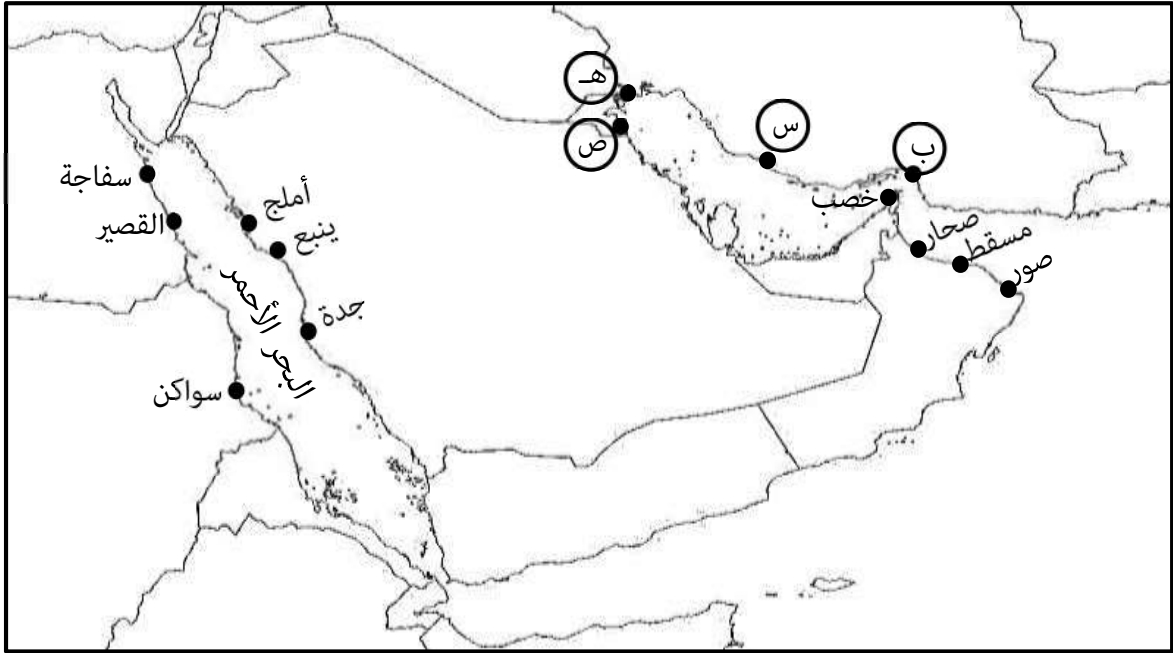 هـ
ص
س
ب
خصب
صحار
مسقط
صور
سفاجة
القصير
أملج
ينبع
جدة
سواكن
البحر الأحمر